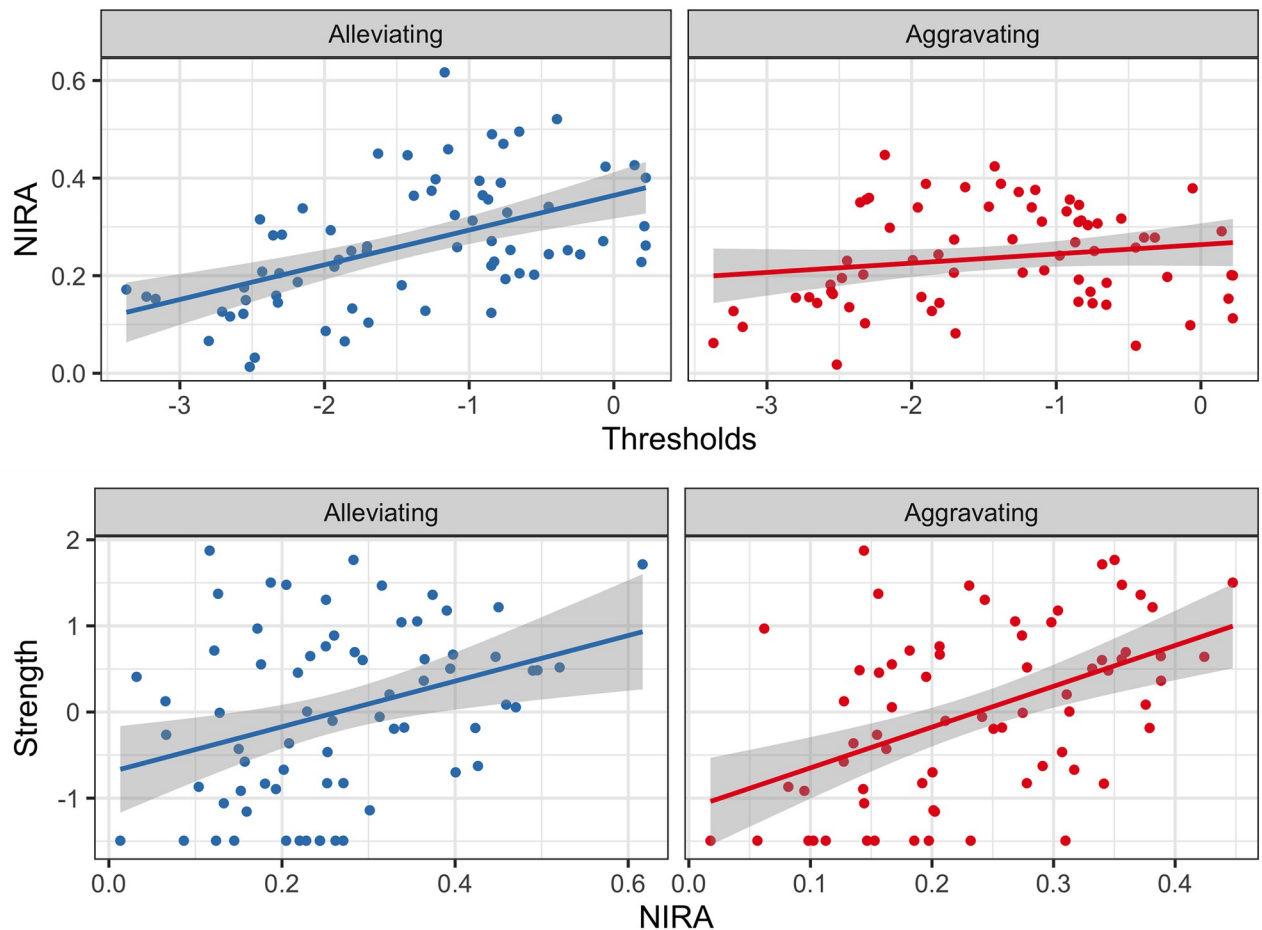 Alleviating Aggravating
0.6
0.4
0.2
0.0
NIRA
-3 -2 -1 0 -3 -2 -1 0
Thresholds
Alleviating Aggravating
2
1
0
-1
Strength
0.0 0.2 0.4 0.6 0.0 0.1 0.2 0.3 0.4
NIRA